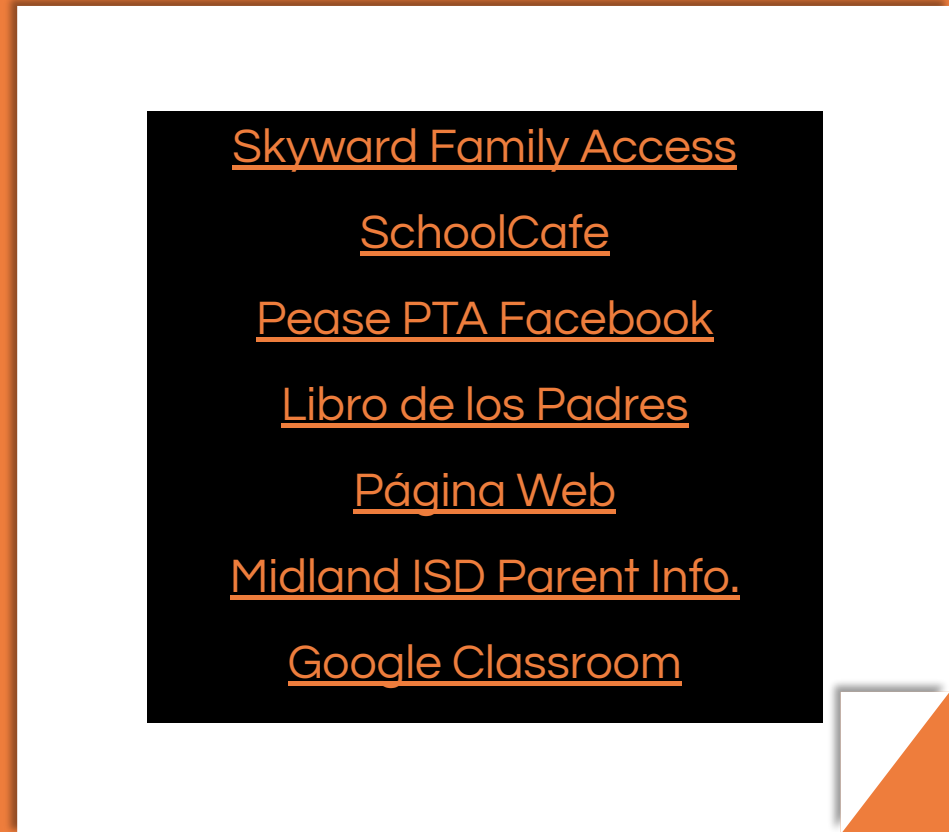 Skyward Family Access
SchoolCafe
Pease PTA Facebook
Libro de los Padres
Página Web
Midland ISD Parent Info.
Google Classroom